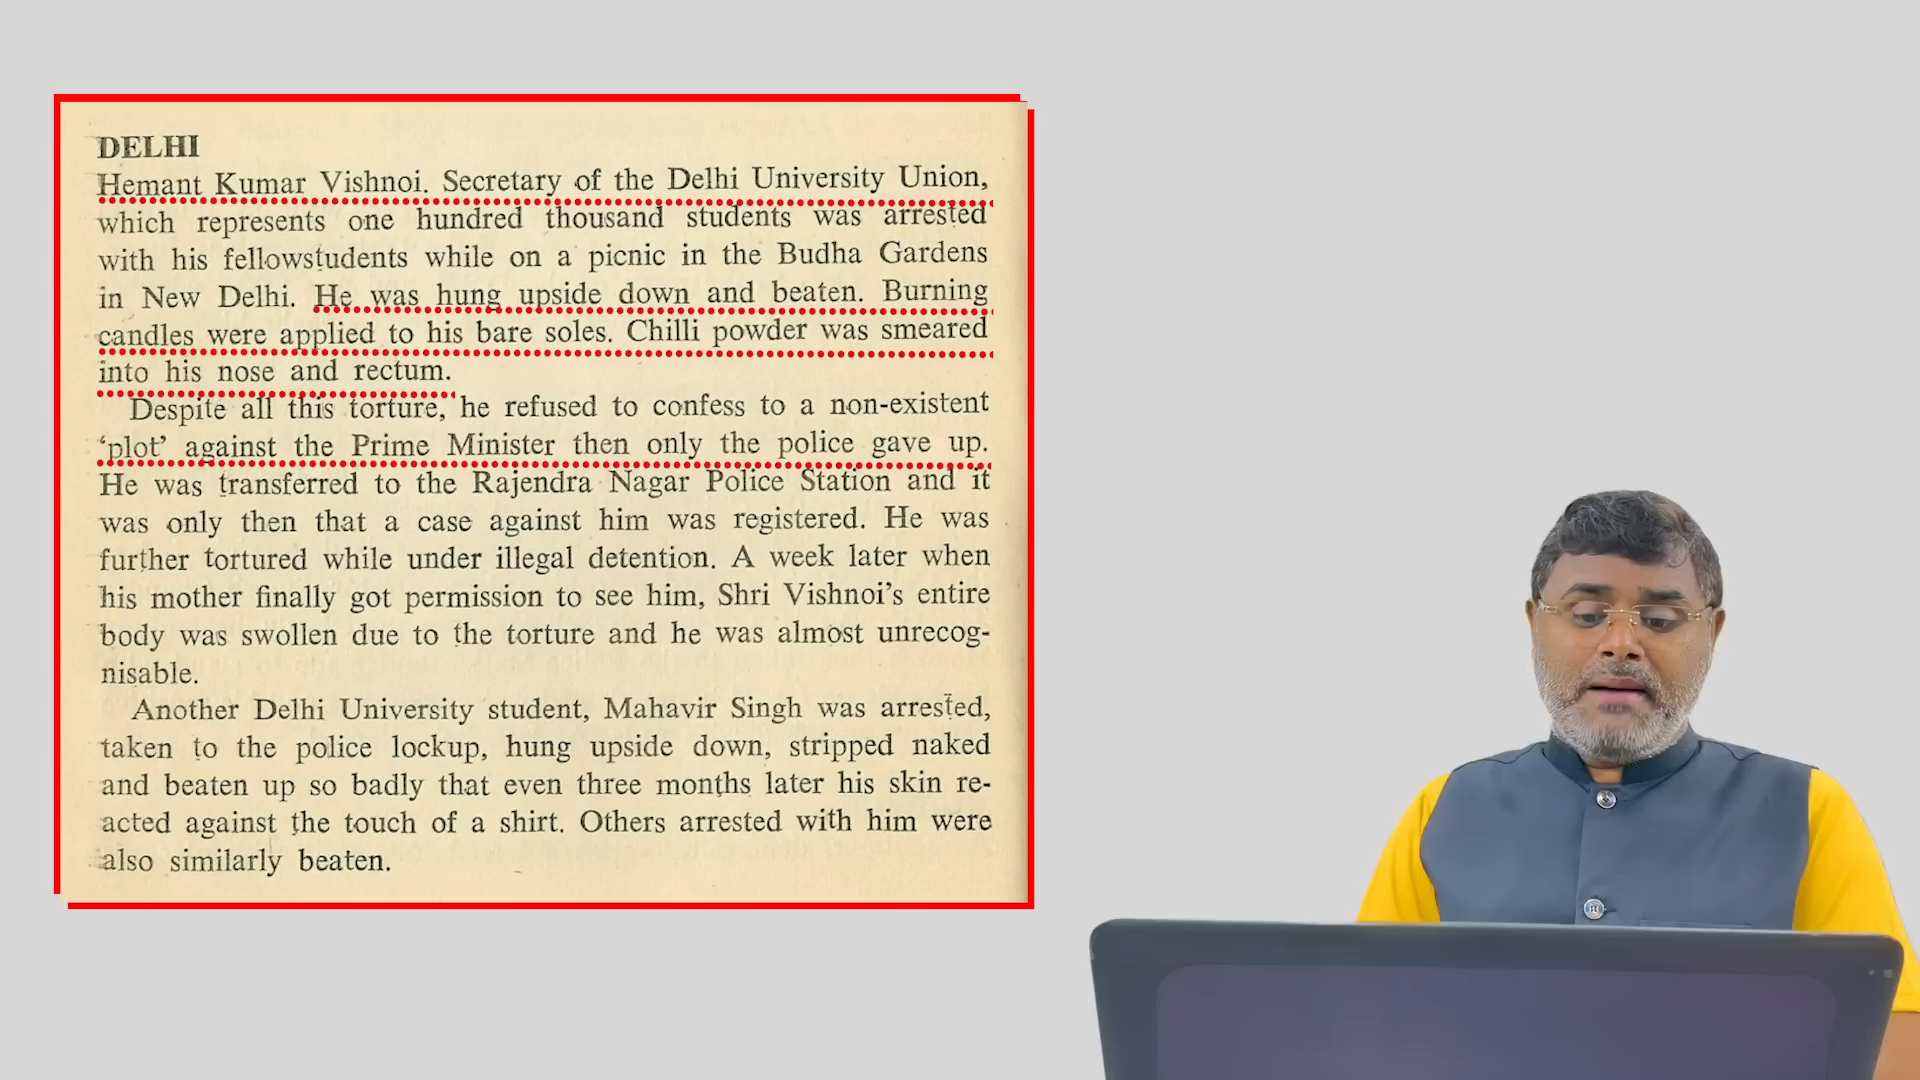 DELHI
Hemant Kumar Vishnoi. Secretary of the Delhi University Union,
which represents one hundred thousand students was arrested
with his fellowstudents while on a picnic in the Budha Gardens
in New Delhi. He was hung upside down and beaten. Burning
candles were applied to his bare soles. Chilli powder was smeared
into his nose and rectum.
Despite all this torture, he refused to confess to a non-existent
‘plot’ against the Prime Minister then only the police gave up.
He was transferred to the Rajendra Nagar Police Station and it
was only then that a case against him was registered. He was
further tortured while under illegal detention. A week later when
his mother finally got permission to see him, Shri Vishnoi’s entire
body was swollen due to the torture and he was almost unrecog-
nisable.
Another Delhi University student, Mahavir Singh was arrested,
taken to the police lockup, hung upside down, stripped naked
and beaten up so badly that even three months later his skin re-
acted against the touch of a shirt. Others arrested with him were
also similarly beaten.